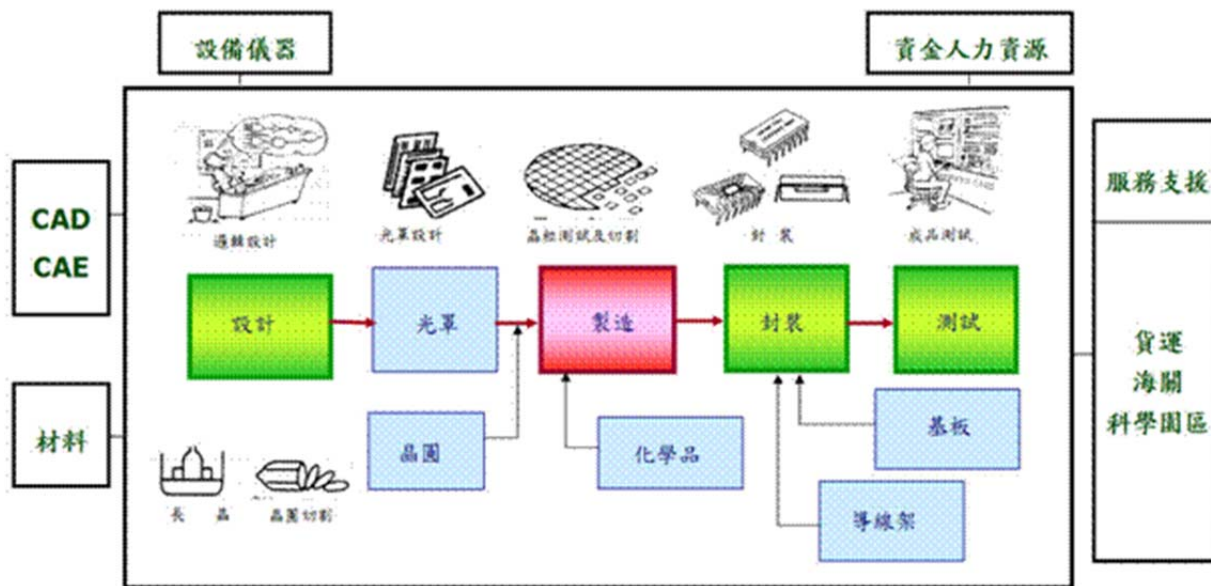 設備儀器
資金人力資源
CAD
CAE
材料
服務支援
貨運
海關
科學園區
邏輯設計
光罩設計
晶粒測試及切割
封 裝
成品測試
設計
光罩
製造
封裝
測試
晶圓
化學品
基板
導線架
長 晶
晶圓切割